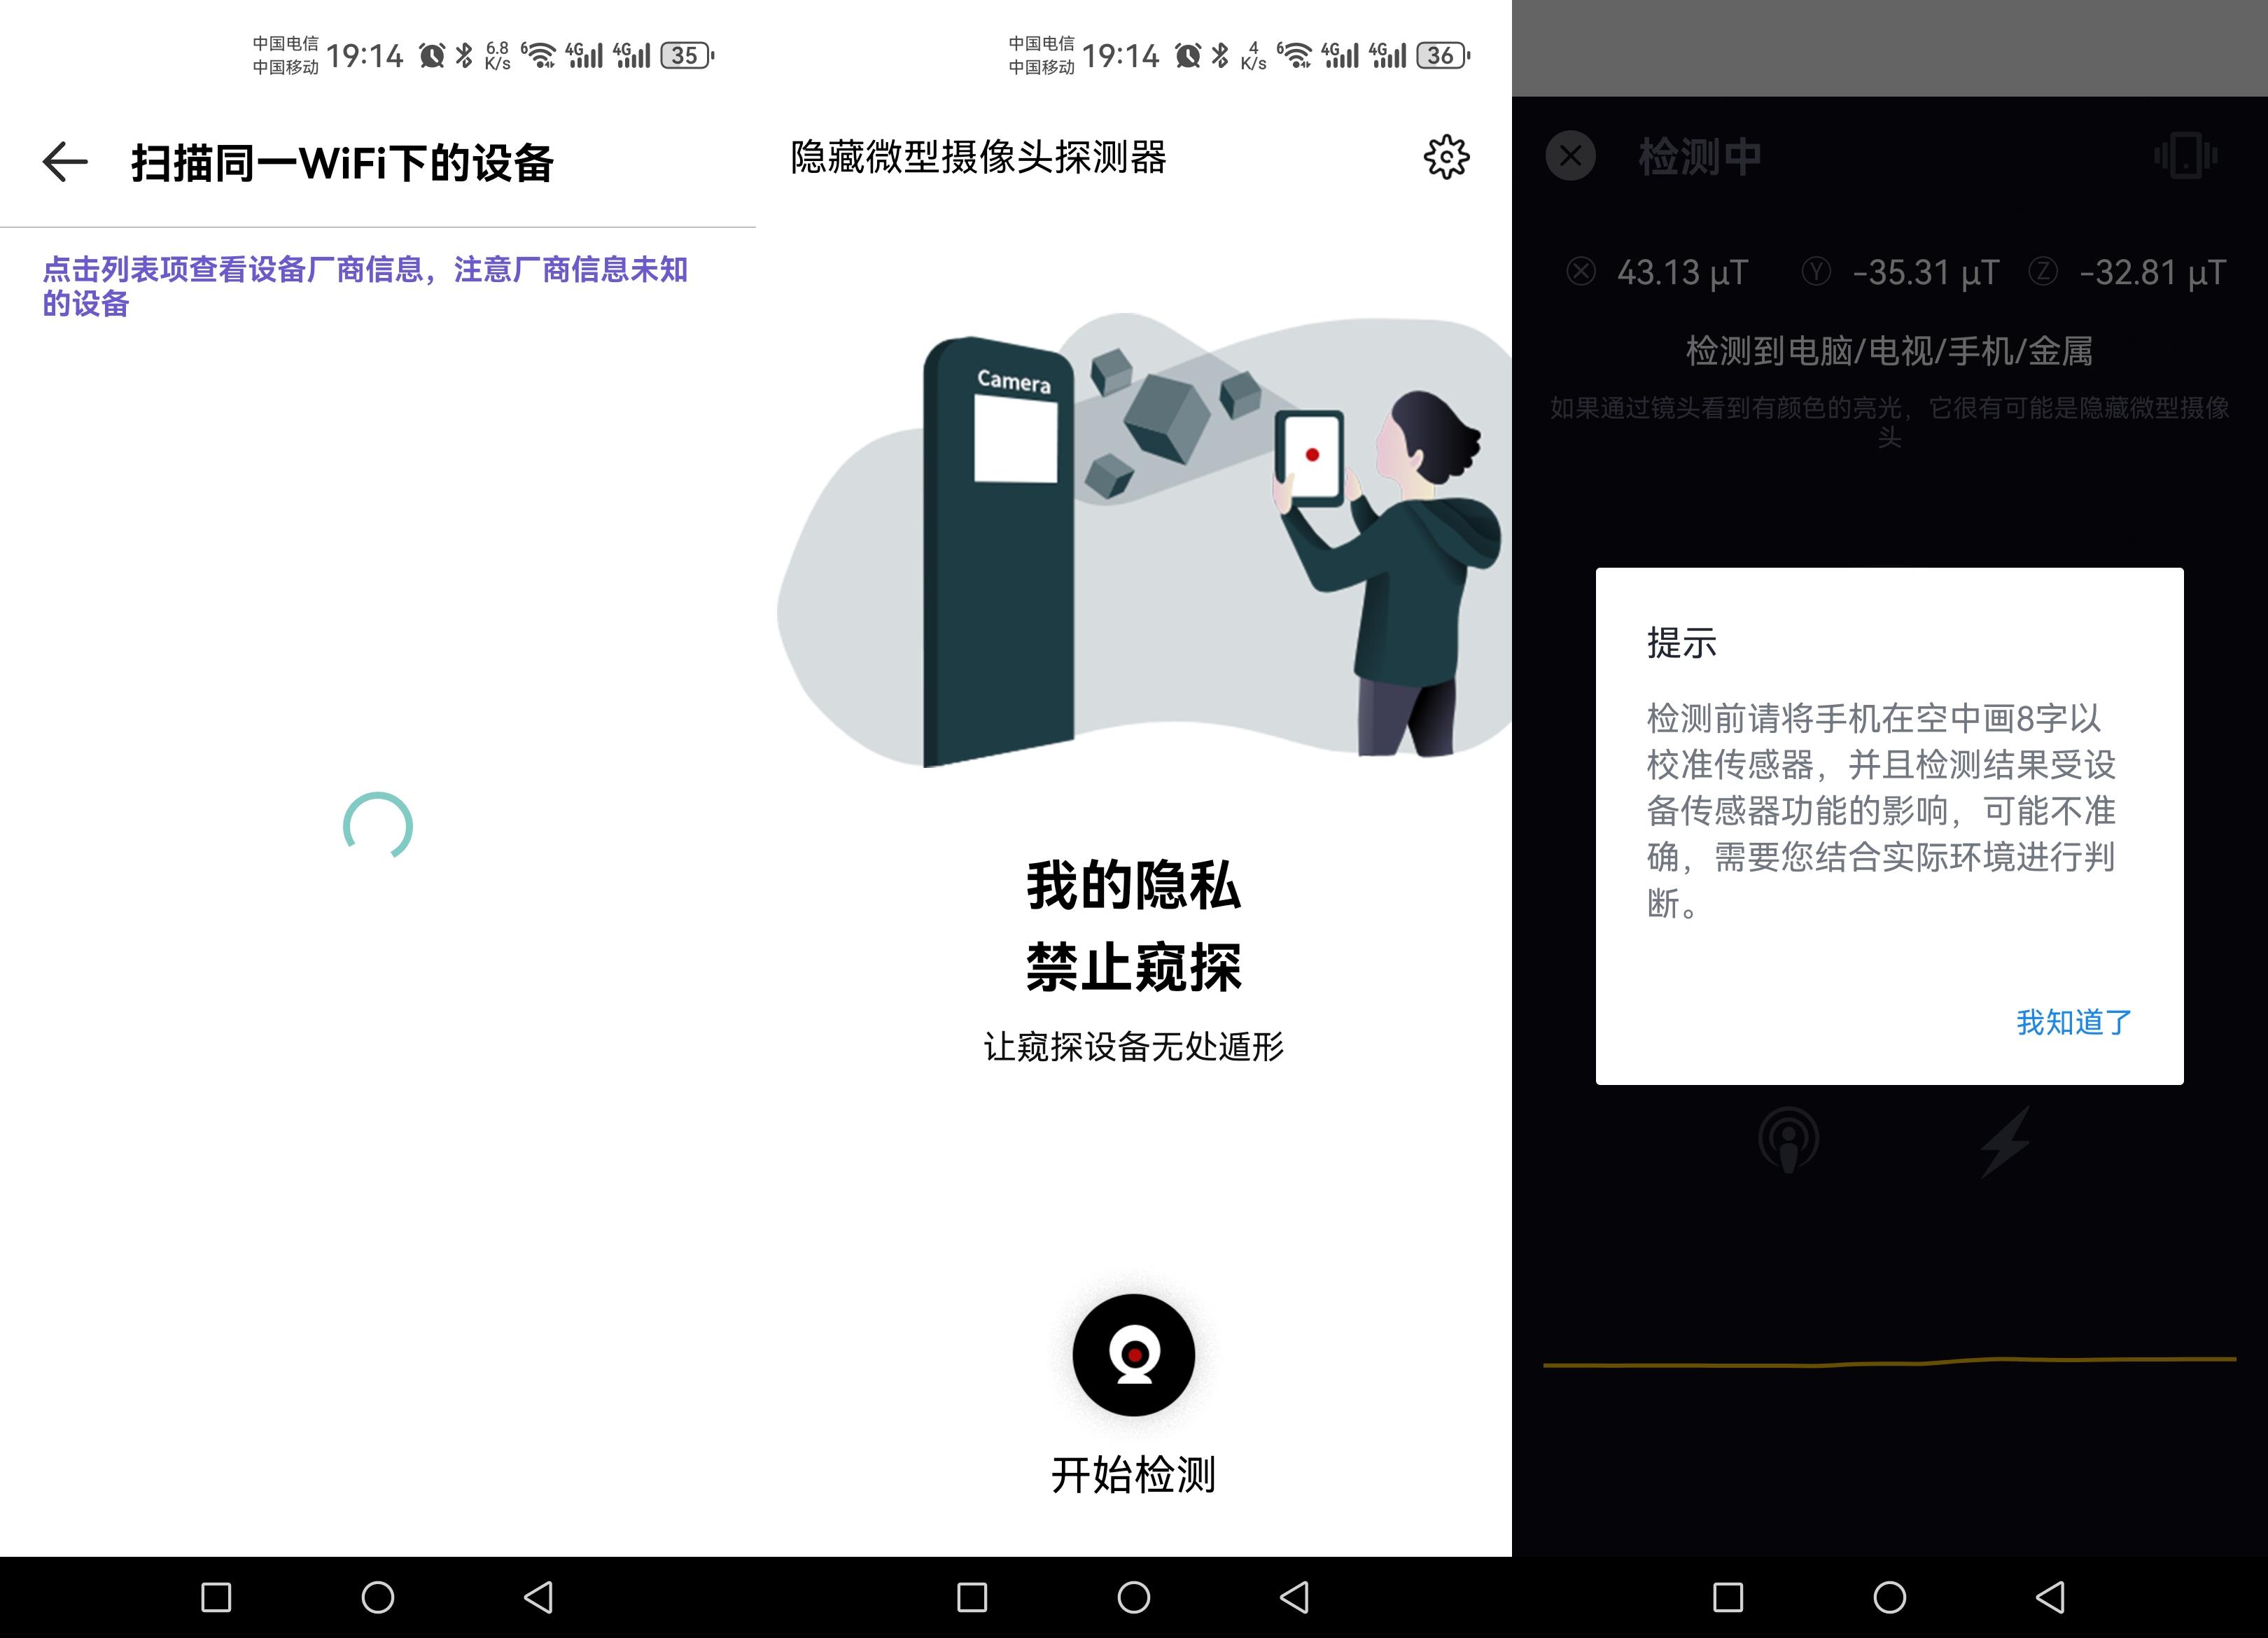 中国电信
中国移动
19:14
6.8
K/s
6
4G
4G
35
扫描同一WiFi下的设备
点击列表项查看设备厂商信息，注意厂商信息未知
的设备
中国电信
中国移动
19:14
4
K/s
6
4G
4G
36
隐藏微型摄像头探测器
Camera
我的隐私
禁止窥探
让窥探设备无处遁形
开始检测
检测中
X 43.13 μT Y -35.31 μT Z -32.81 μT
检测到电脑/电视/手机/金属
如果通过镜头看到有颜色的亮光，它很有可能是隐藏微型摄像
头
提示
检测前请将手机在空中画8字以
校准传感器，并且检测结果受设
备传感器功能的影响，可能不准
确，需要您结合实际环境进行判
断。
我知道了